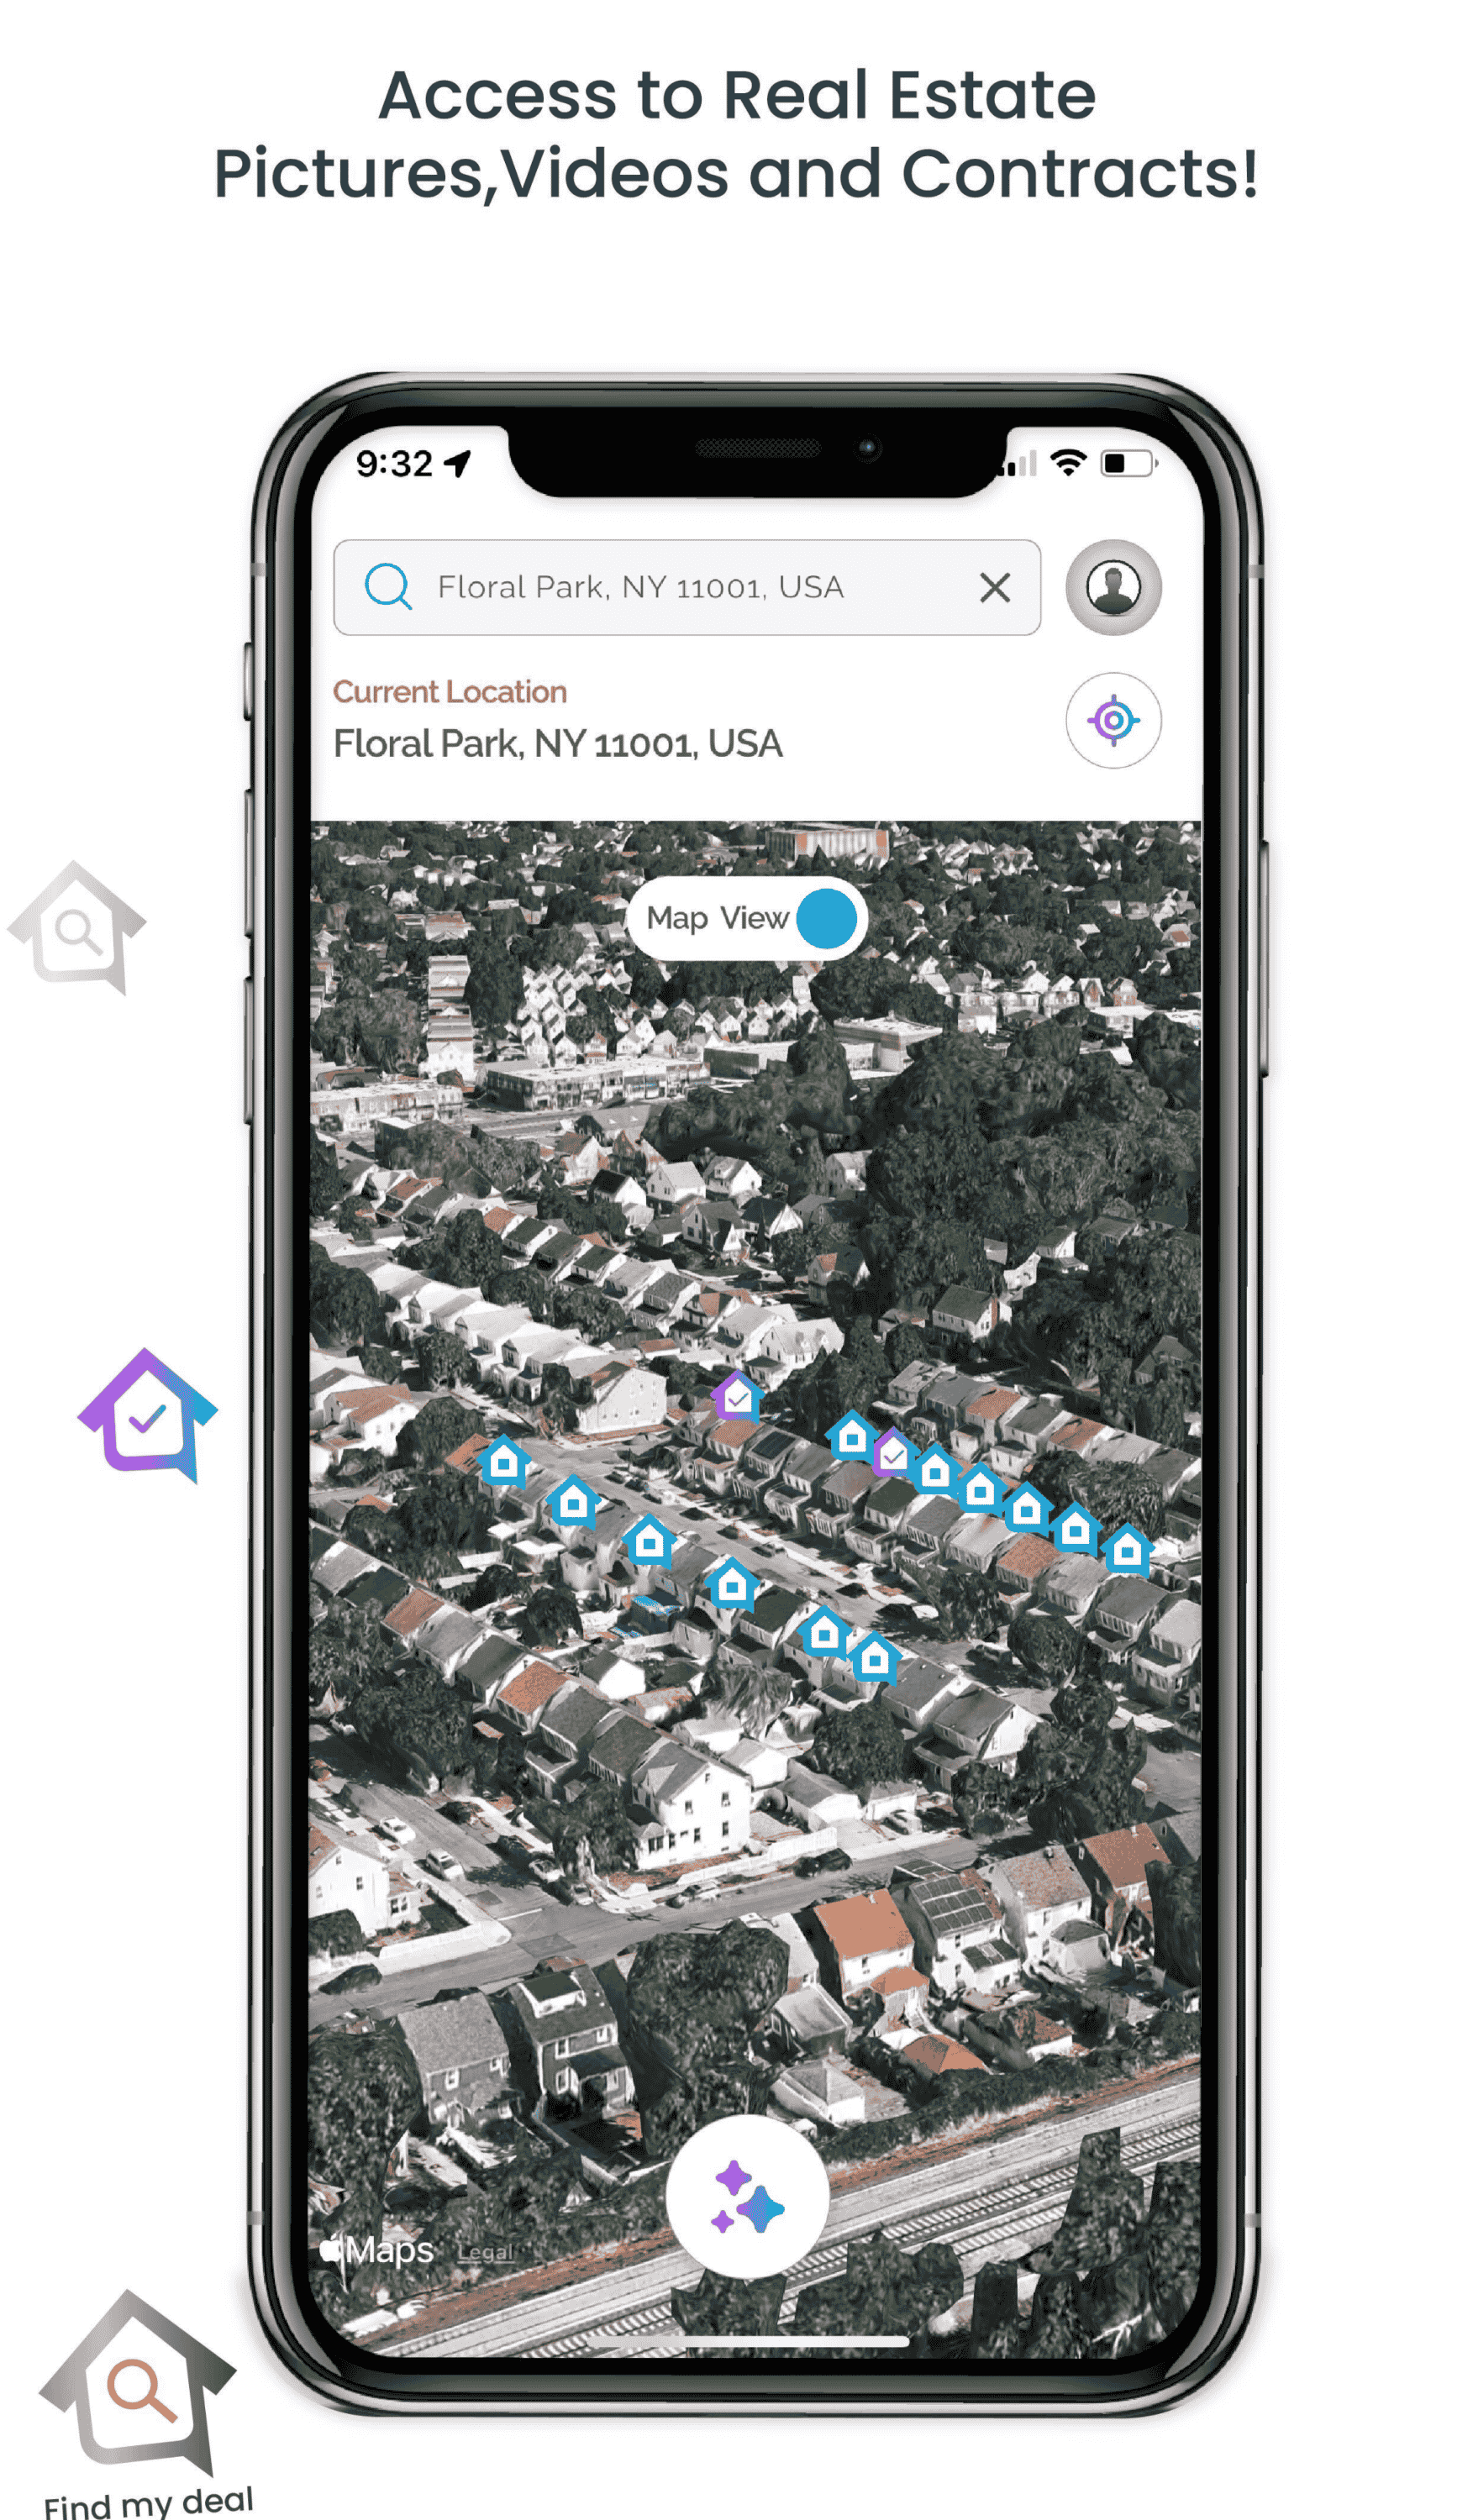 Access to Real Estate
Pictures,Videos and Contracts!
9:32
Floral Park, NY 11001, USA
Current Location
Floral Park, NY 11001, USA
Map View
Maps Legal
Find my deal